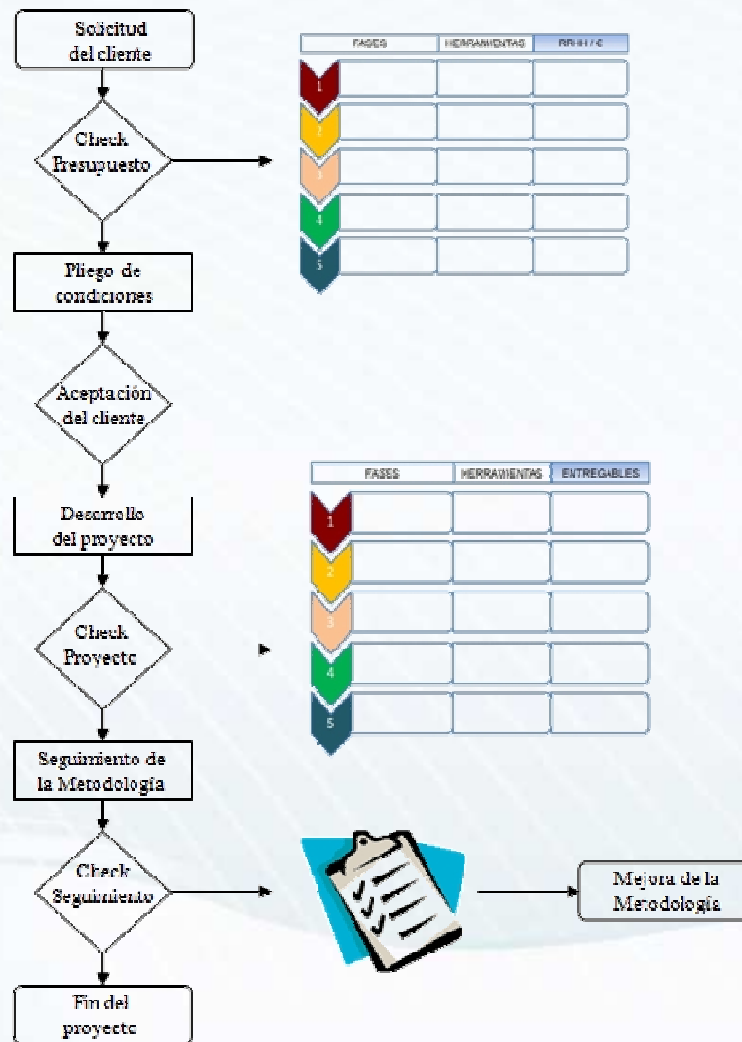 Solicitud
del cliente
FASES HERRAMIENTAS RRHH / €
Check
Presupuesto
1
2
3
4
5
Pliego de
condiciones
Aceptación
del cliente
FASES HERRAMIENTAS ENTREGABLES
Desarrollo
del proyecto
1
2
3
4
5
Check
Proyecto
Seguimiento de
la Metodología
Check
Seguimiento
Mejora de la
Metodología
Fin del
proyecto